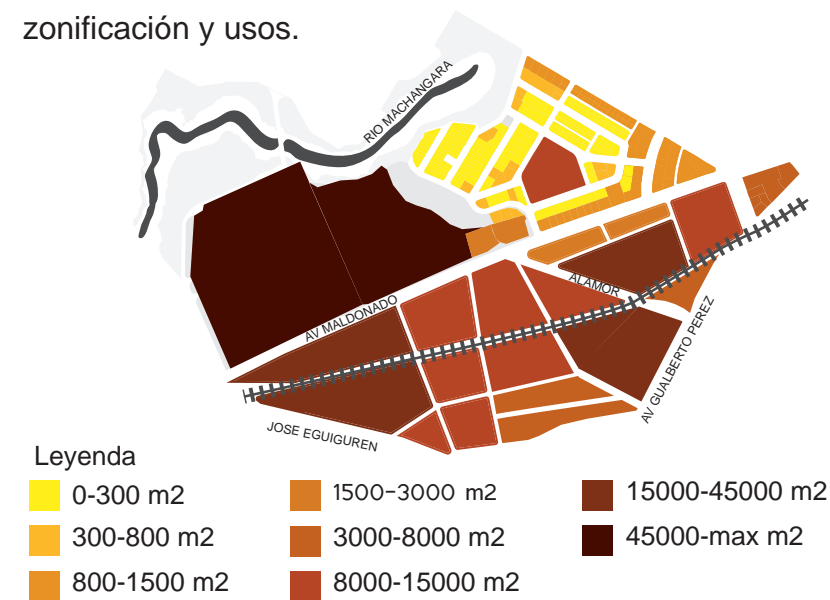 zonificación y usos.
RIO MACHANGARA
AV MALDONADO
ALAMOR
AV GUALBERTO PEREZ
JOSE EGUIGUREN
Leyenda
0-300 m2
300-800 m2
800-1500 m2
1500-3000 m2
3000-8000 m2
8000-15000 m2
15000-45000 m2
45000-max m2